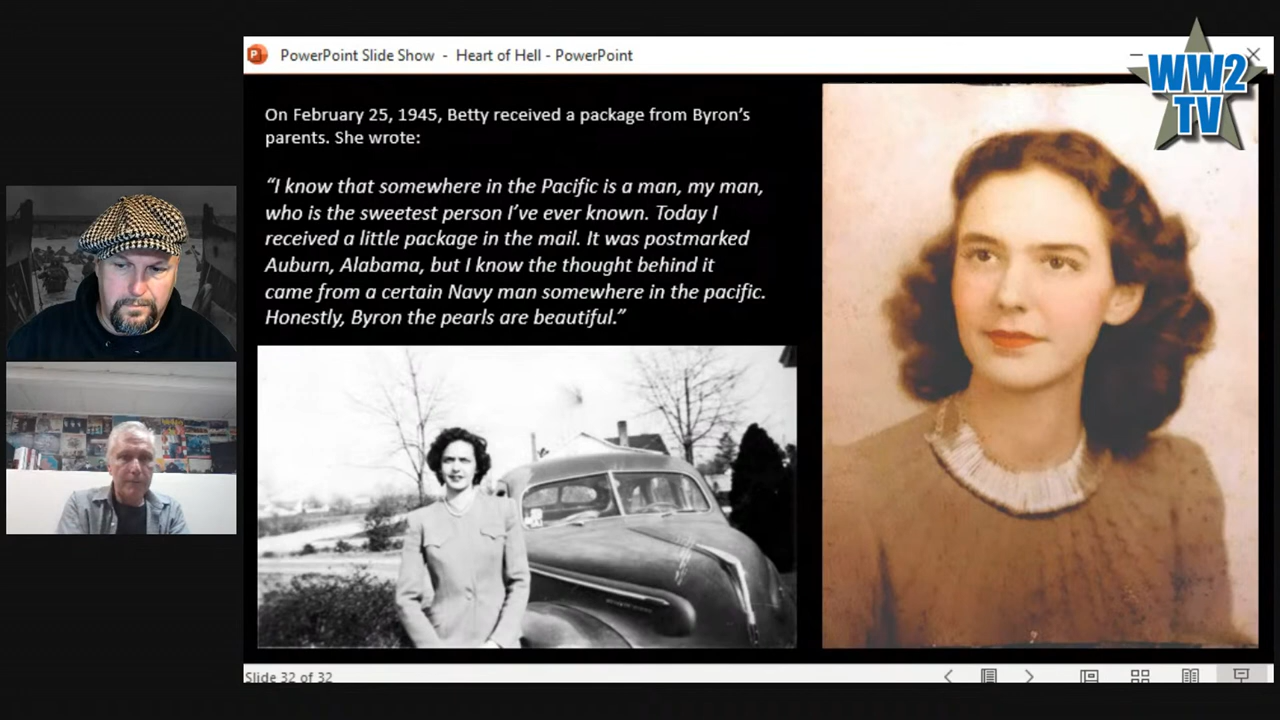 PowerPoint Slide Show - Heart of Hell - PowerPoint
WW2
TV
On February 25, 1945, Betty received a package from Byron’s
parents. She wrote:
“I know that somewhere in the Pacific is a man, my man,
who is the sweetest person I’ve ever known. Today I
received a little package in the mail. It was postmarked
Auburn, Alabama, but I know the thought behind it
came from a certain Navy man somewhere in the pacific.
Honestly, Byron the pearls are beautiful.”
Slide 32 of 32